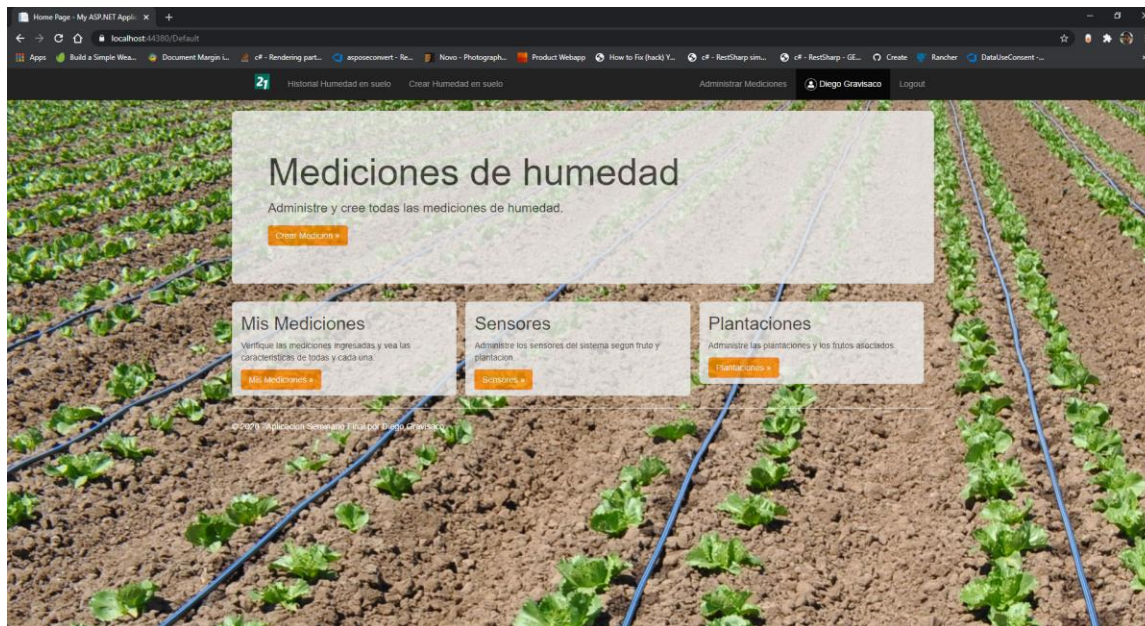 Home Page - My ASP.NET Applic
localhost:44380/Default
Apps Build a Simple Wea... Document Margin i... c# - Rendering part... asposeconvert - Re... Novo - Photograph... Product Webapp How to Fix (hack) Y... c# - RestSharp sim... c# - RestSharp - GE... Create Rancher DataUseConsent -...
21 Historial Humedad en suelo Crear Humedad en suelo Administrar Mediciones Diego Gravisaco Logout
Mediciones de humedad
Administre y cree todas las mediciones de humedad.
Crear Medicion »
Mis Mediciones
Verifique las mediciones ingresadas y vea las
caracteristicas de todas y cada una.
Mis Mediciones »
Sensores
Administre los sensores del sistema segun fruto y
plantacion.
Sensores »
Plantaciones
Administre las plantaciones y los frutos asociados.
Plantaciones »
© 2020 - Aplicacion Seminario Final por Diego Gravisaco